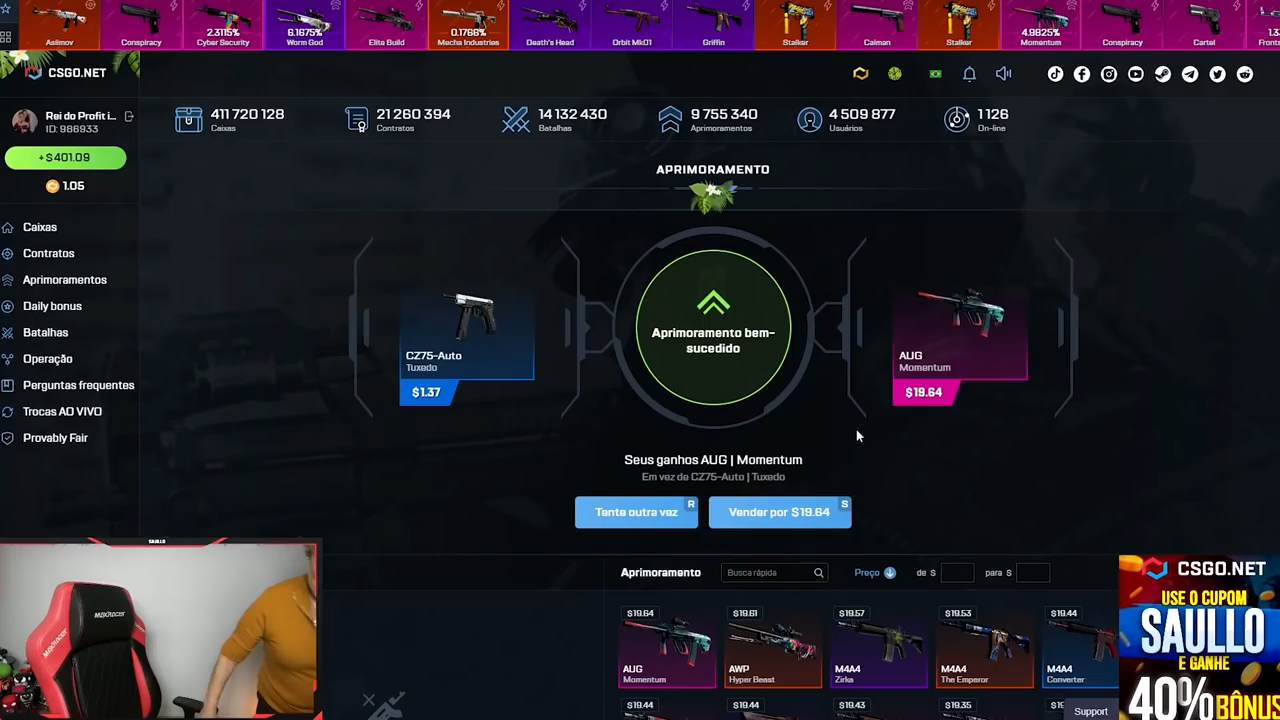 Asiimov
Conspiracy
2.3115%
Cyber Security
6.1675%
Worm God
Elite Build
0.1766%
Mecha Industries
Death's Head
Orbit Mk01
Griffin
Stalker
Caiman
Stalker
4.9825%
Momentum
Conspiracy
Cartel
CSGO.NET
411 720 128
Caixas
21 260 394
Contratos
14 132 430
Batalhas
9 755 340
Aprimoramentos
4 509 877
Usuários
1 126
On-line
Rei do Profit i...
ID: 986933
+$401.09
1.05
Caixas
Contratos
Aprimoramentos
Daily bonus
Batalhas
Operação
Perguntas frequentes
Trocas AO VIVO
Provably Fair
APRIMORAMENTO
CZ75-Auto
Tuxedo
$1.37
Aprimoramento bem-
sucedido
AUG
Momentum
$19.64
Seus ganhos AUG | Momentum
Em vez de CZ75-Auto | Tuxedo
Tente outra vez R
Vender por $19.64 S
Aprimoramento
Busca rápida
Preço
de $
para $
$19.64
AUG
Momentum
$19.61
AWP
Hyper Beast
$19.57
M4A4
Zirka
$19.53
M4A4
The Emperor
$19.44
M4A4
Converter
$19.44
$19.44
$19.43
$19.35
Support
SAULLO
MAXRACER
CSGO.NET
USE O CUPOM
SAULLO
E GANHE
40% BÔNUS